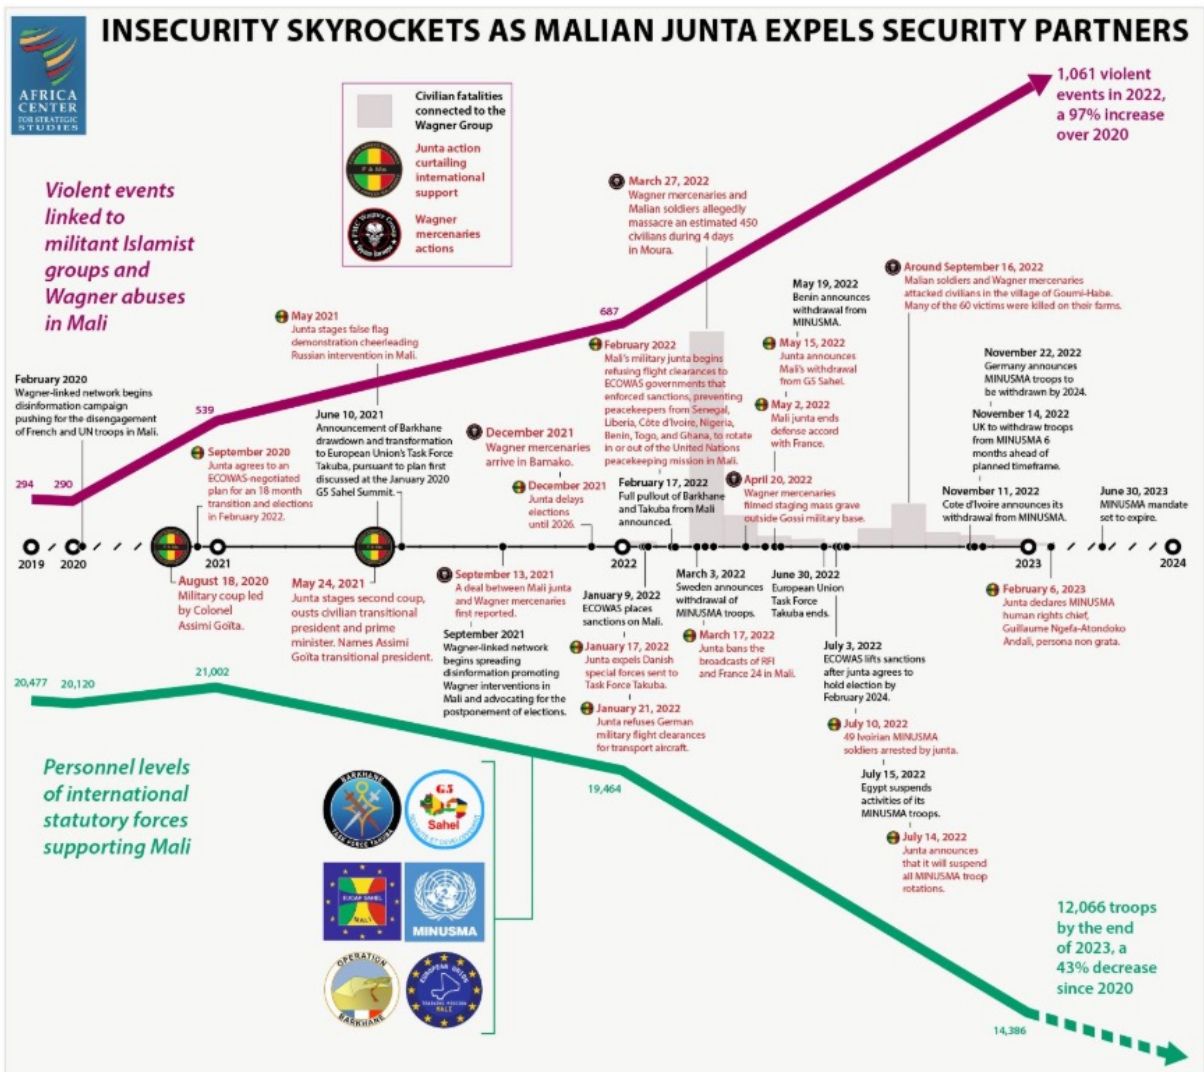 INSECURITY SKYROCKETS AS MALIAN JUNTA EXPELS SECURITY PARTNERS
AFRICA
CENTER
FOR STRATEGIC
STUDIES
Civilian fatalities
connected to the
Wagner Group
Junta action
curtailing
international
support
Wagner
mercenaries
actions
1,061 violent
events in 2022,
a 97% increase
over 2020
Violent events
linked to
militant Islamist
groups and
Wagner abuses
in Mali
294
290
539
687
February 2020
Wagner-linked network begins
disinformation campaign
pushing for the disengagement
of French and UN troops in Mali.
September 2020
Junta agrees to an
ECOWAS-negotiated
plan for an 18 month
transition and elections
in February 2022.
May 2021
Junta stages false flag
demonstration cheerleading
Russian intervention in Mali.
June 10, 2021
Announcement of Barkhane
drawdown and transformation
to European Union's Task Force
Takuba, pursuant to plan first
discussed at the January 2020
G5 Sahel Summit.
December 2021
Wagner mercenaries
arrive in Bamako.
December 2021
Junta delays
elections
until 2026.
March 27, 2022
Wagner mercenaries and
Malian soldiers allegedly
massacre an estimated 450
civilians during 4 days
in Moura.
February 2022
Mali's military junta begins
refusing flight clearances to
ECOWAS governments that
enforced sanctions, preventing
peacekeepers from Senegal,
Liberia, Côte d'Ivoire, Nigeria,
Benin, Togo, and Ghana, to rotate
in or out of the United Nations
peacekeeping mission in Mali.
February 17, 2022
Full pullout of Barkhane
and Takuba from Mali
announced.
May 19, 2022
Benin announces
withdrawal from
MINUSMA.
May 15, 2022
Junta announces
Mali's withdrawal
from G5 Sahel.
May 2, 2022
Mali junta ends
defense accord
with France.
April 20, 2022
Wagner mercenaries
filmed staging mass grave
outside Gossi military base.
Around September 16, 2022
Malian soldiers and Wagner mercenaries
attacked civilians in the village of Gouni-Habe.
Many of the 60 victims were killed on their farms.
November 22, 2022
Germany announces
MINUSMA troops to
be withdrawn by 2024.
November 14, 2022
UK to withdraw troops
from MINUSMA 6
months ahead of
planned timeframe.
November 11, 2022
Cote d'Ivoire announces its
withdrawal from MINUSMA.
June 30, 2023
MINUSMA mandate
set to expire.
2019
2020
2021
2022
2023
2024
August 18, 2020
Military coup led
by Colonel
Assimi Goïta.
May 24, 2021
Junta stages second coup,
ousts civilian transitional
president and prime
minister. Names Assimi
Goïta transitional president.
September 13, 2021
A deal between Mali junta
and Wagner mercenaries
first reported.
September 2021
Wagner-linked network
begins spreading
disinformation promoting
Wagner interventions in
Mali and advocating for the
postponement of elections.
January 9, 2022
ECOWAS places
sanctions on Mali.
January 17, 2022
Junta expels Danish
special forces sent to
Task Force Takuba.
January 21, 2022
Junta refuses German
military flight clearances
for transport aircraft.
March 3, 2022
Sweden announces
withdrawal of
MINUSMA troops.
March 17, 2022
Junta bans the
broadcasts of RFI
and France 24 in Mali.
June 30, 2022
European Union
Task Force
Takuba ends.
July 3, 2022
ECOWAS lifts sanctions
after junta agrees to
hold election by
February 2024.
July 10, 2022
49 Ivoirian MINUSMA
soldiers arrested by junta.
July 15, 2022
Egypt suspends
activities of its
MINUSMA troops.
July 14, 2022
Junta announces
that it will suspend
all MINUSMA troop
rotations.
February 6, 2023
Junta declares MINUSMA
human rights chief,
Guillaume Ngefa-Atondoko
Andali, persona non grata.
20,477
20,120
21,002
19,464
14,386
Personnel levels
of international
statutory forces
supporting Mali
BARKHANE
TASK FORCE TAKUBA
G5
Sahel
SECURITE ET DEVELOPPEMENT
EUCAP SAHEL
MALI
MINUSMA
OPERATION
BARKHANE
EUROPEAN UNION
TRAINING MISSION
MALI
12,066 troops
by the end
of 2023, a
43% decrease
since 2020